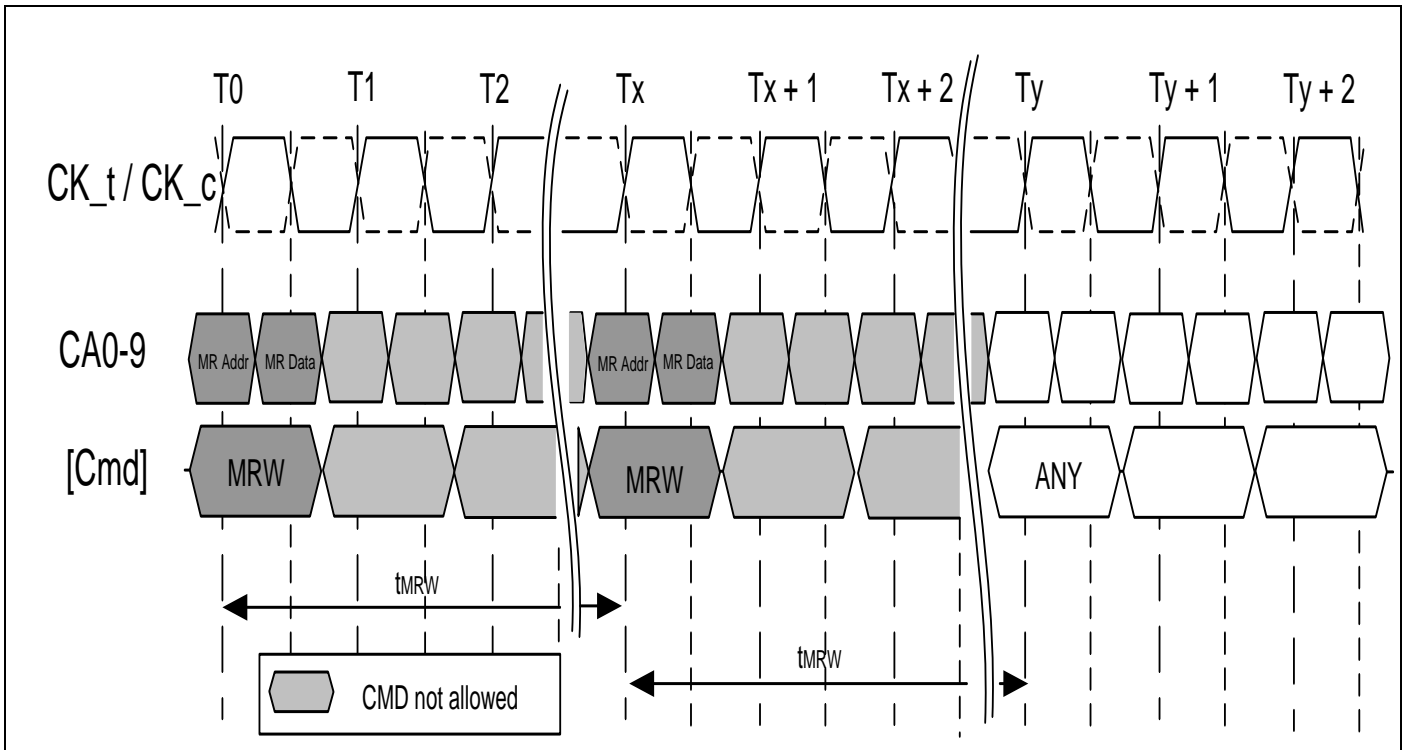 T0 T1 T2 Tx Tx + 1 Tx + 2 Ty Ty + 1 Ty + 2
CK_t / CK_c
CA0-9 MR Addr MR Data MR Addr MR Data
[Cmd] MRW MRW ANY
tMRW
tMRW
CMD not allowed